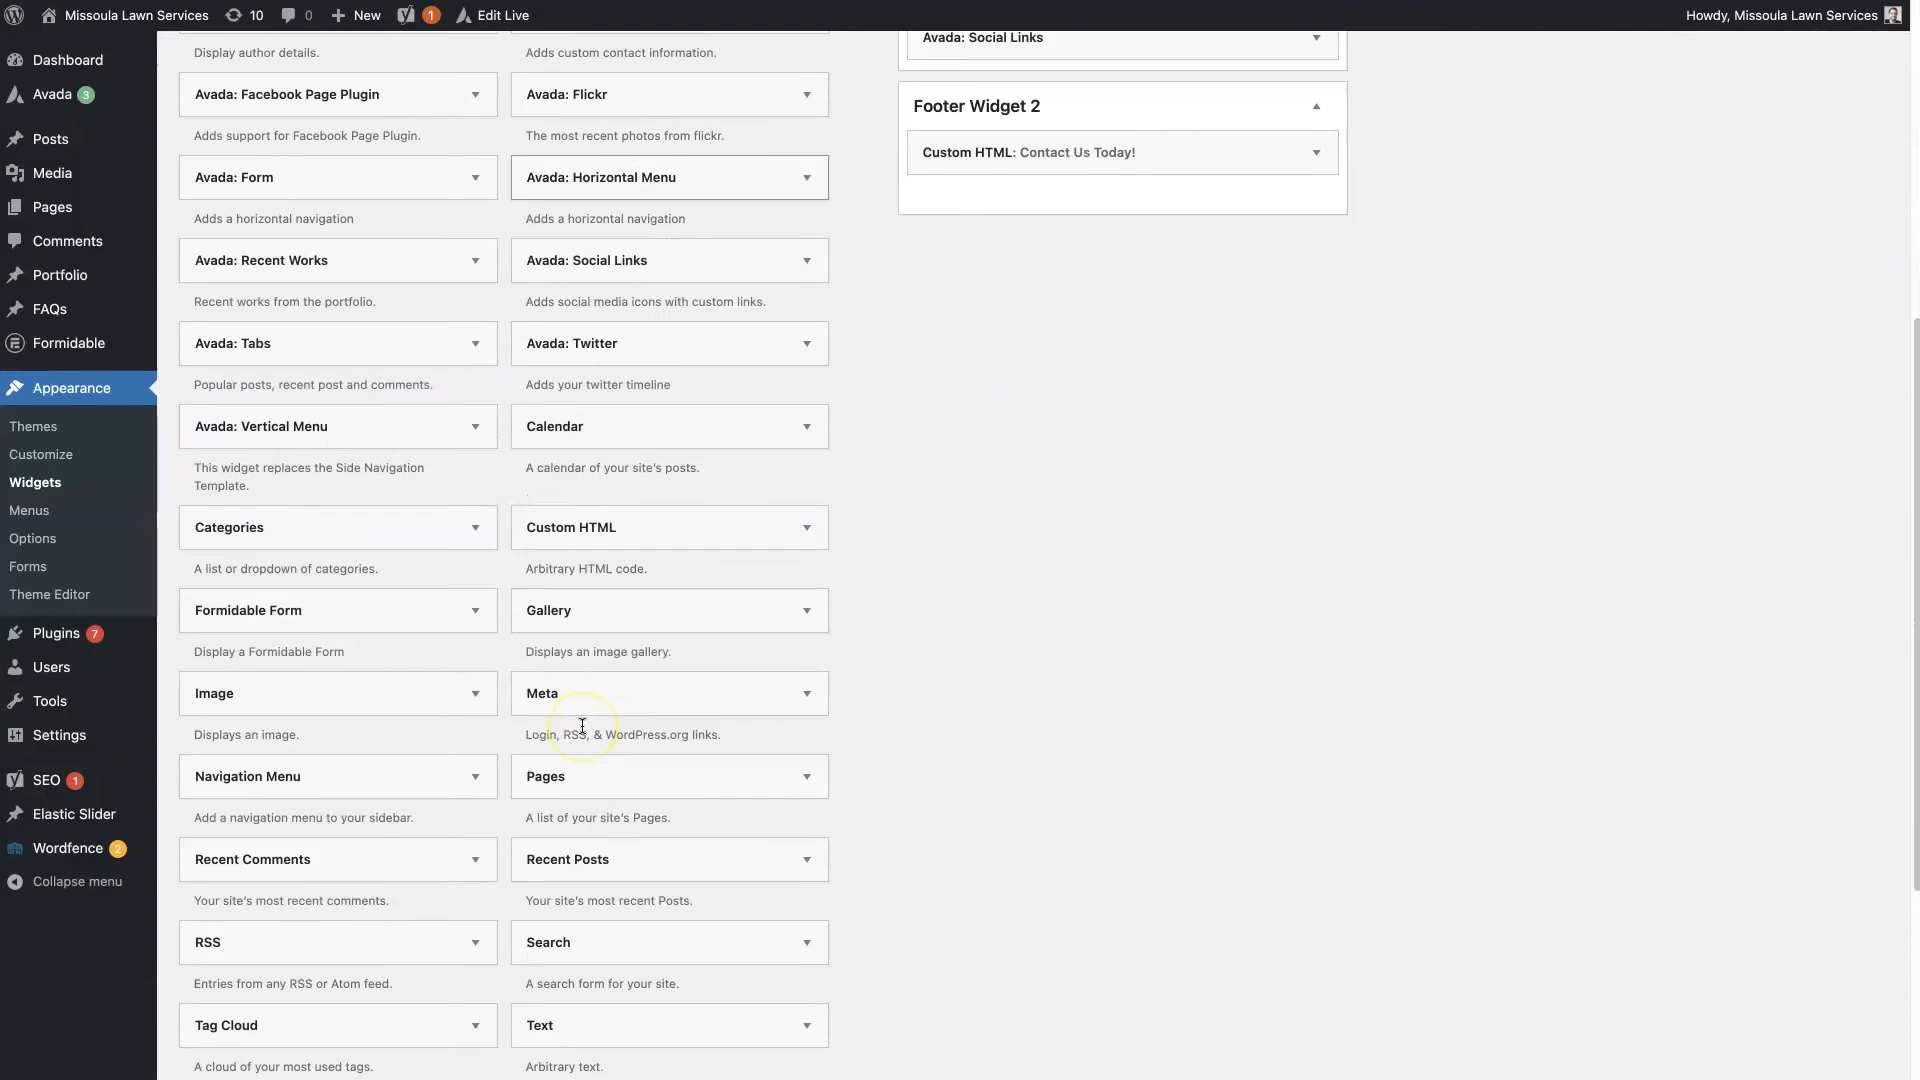 Missoula Lawn Services
10
0
New
1
Edit Live
Howdy, Missoula Lawn Services
Dashboard
Avada 3
Posts
Media
Pages
Comments
Portfolio
FAQs
Formidable
Appearance
Themes
Customize
Widgets
Menus
Options
Forms
Theme Editor
Plugins 7
Users
Tools
Settings
SEO 1
Elastic Slider
Wordfence 2
Collapse menu
Display author details.
Adds custom contact information.
Avada: Facebook Page Plugin
Avada: Flickr
Adds support for Facebook Page Plugin.
The most recent photos from flickr.
Avada: Form
Avada: Horizontal Menu
Adds a horizontal navigation
Adds a horizontal navigation
Avada: Recent Works
Avada: Social Links
Recent works from the portfolio.
Adds social media icons with custom links.
Avada: Tabs
Avada: Twitter
Popular posts, recent post and comments.
Adds your twitter timeline
Avada: Vertical Menu
Calendar
This widget replaces the Side Navigation
Template.
A calendar of your site's posts.
Categories
Custom HTML
A list or dropdown of categories.
Arbitrary HTML code.
Formidable Form
Gallery
Display a Formidable Form
Displays an image gallery.
Image
Meta
Displays an image.
Login, RSS, & WordPress.org links.
Navigation Menu
Pages
Add a navigation menu to your sidebar.
A list of your site's Pages.
Recent Comments
Recent Posts
Your site's most recent comments.
Your site's most recent Posts.
RSS
Search
Entries from any RSS or Atom feed.
A search form for your site.
Tag Cloud
Text
A cloud of your most used tags.
Arbitrary text.
Avada: Social Links
Footer Widget 2
Custom HTML: Contact Us Today!